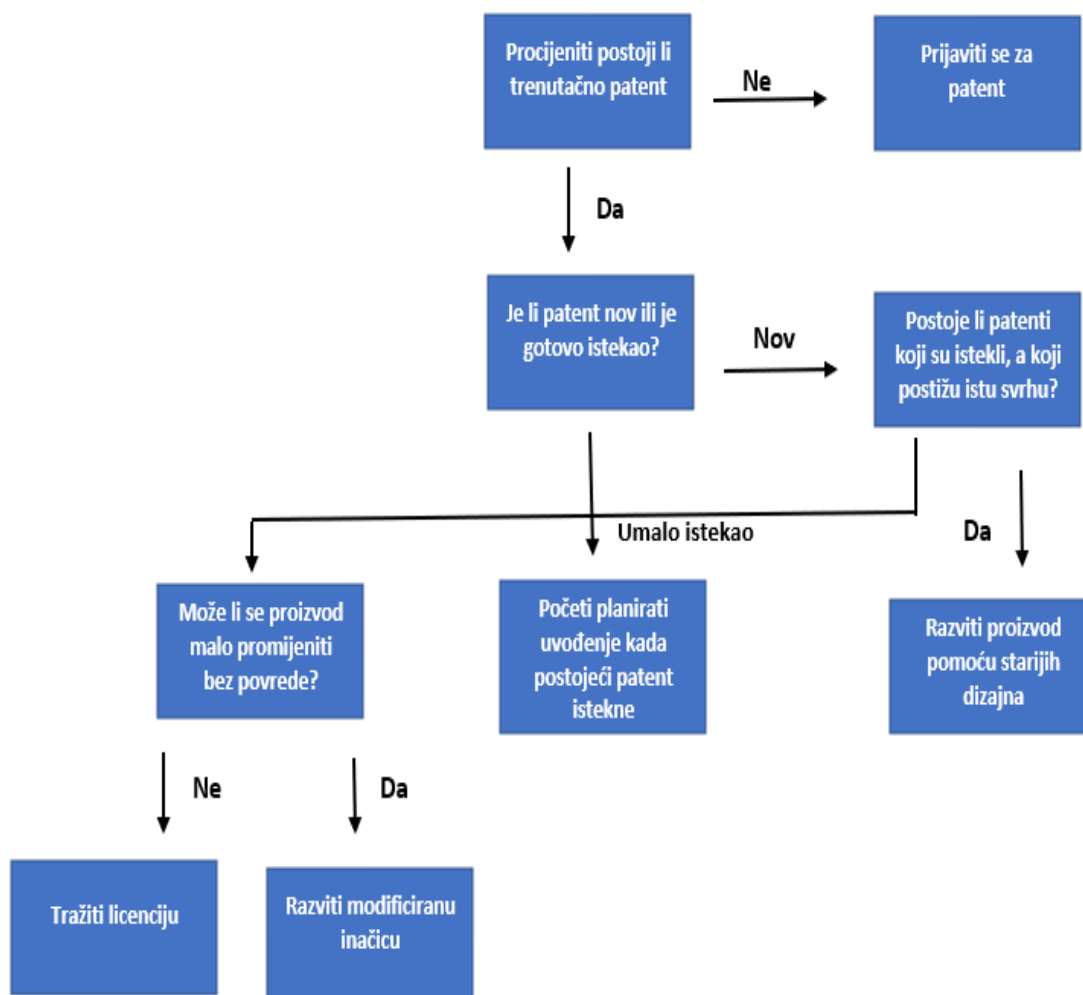 Procijeniti postoji li
trenutačno patent
Ne
Prijaviti se za
patent
Da
Je li patent nov ili je
gotovo istekao?
Nov
Postoje li patenti
koji su istekli, a koji
postižu istu svrhu?
Umalo istekao
Da
Može li se proizvod
malo promijeniti
bez povrede?
Početi planirati
uvođenje kada
postojeći patent
istekne
Razviti proizvod
pomoću starijih
dizajna
Ne
Da
Tražiti licenciju
Razviti modificiranu
inačicu